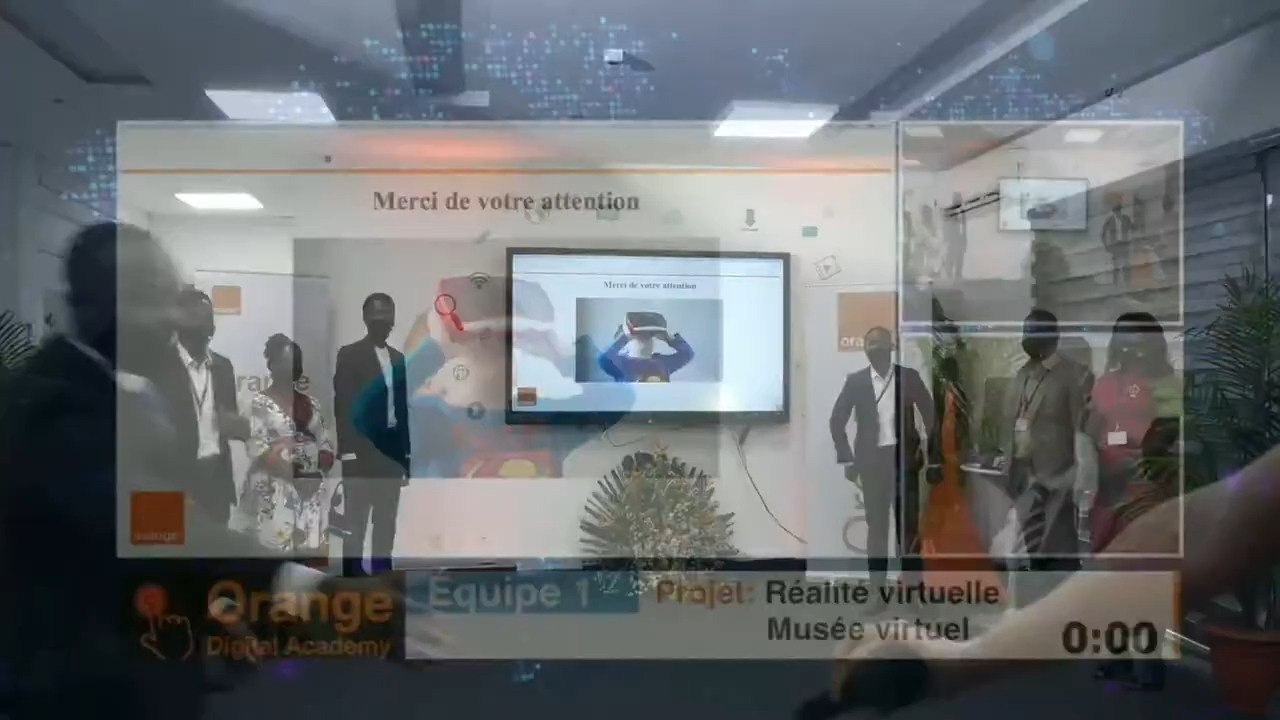 Merci de votre attention
Merci de votre attention
orange
Orange
Digital Academy
Equipe 1
Projet: Réalité virtuelle
Musée virtuel
0:00